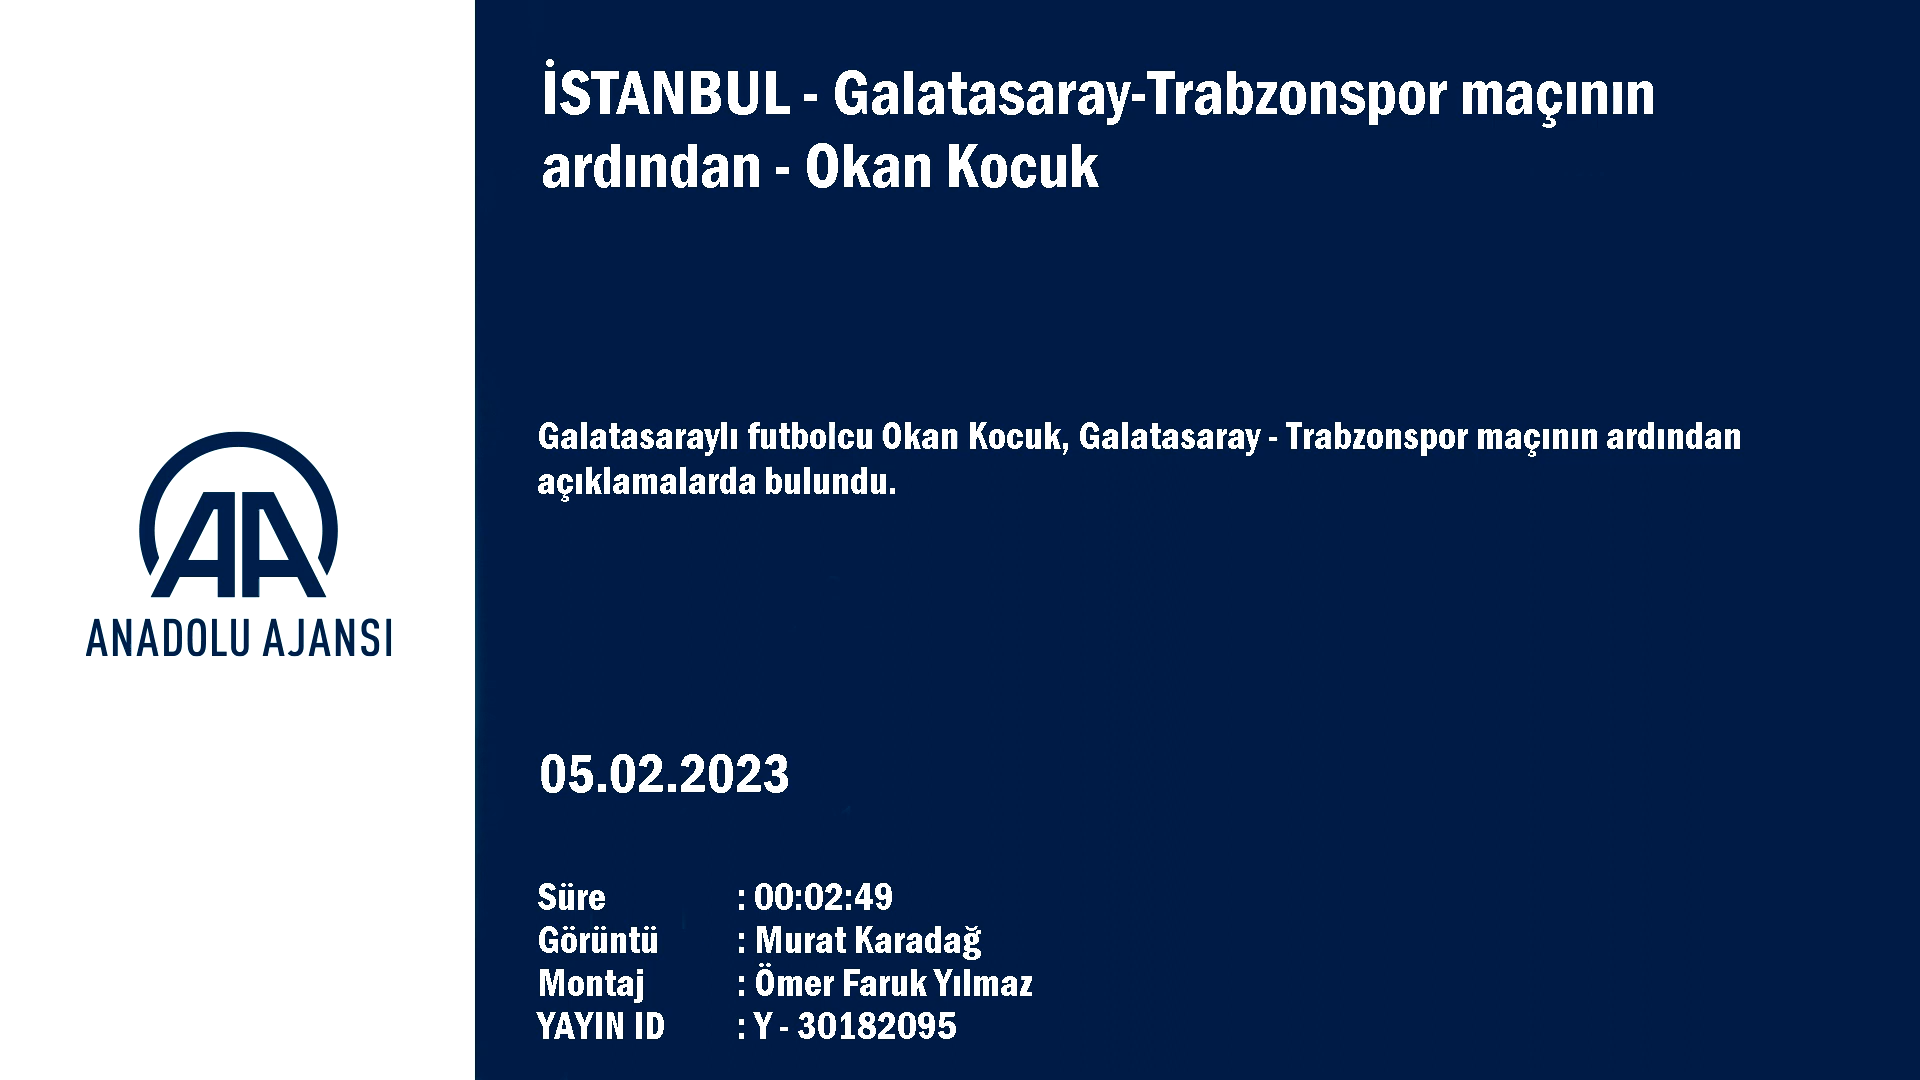 İSTANBUL - Galatasaray-Trabzonspor maçının
ardından - Okan Kocuk
Galatasaraylı futbolcu Okan Kocuk, Galatasaray - Trabzonspor maçının ardından
açıklamalarda bulundu.
AA
ANADOLU AJANSI
05.02.2023
Süre : 00:02:49
Görüntü : Murat Karadağ
Montaj : Ömer Faruk Yılmaz
YAYIN ID : Y - 30182095